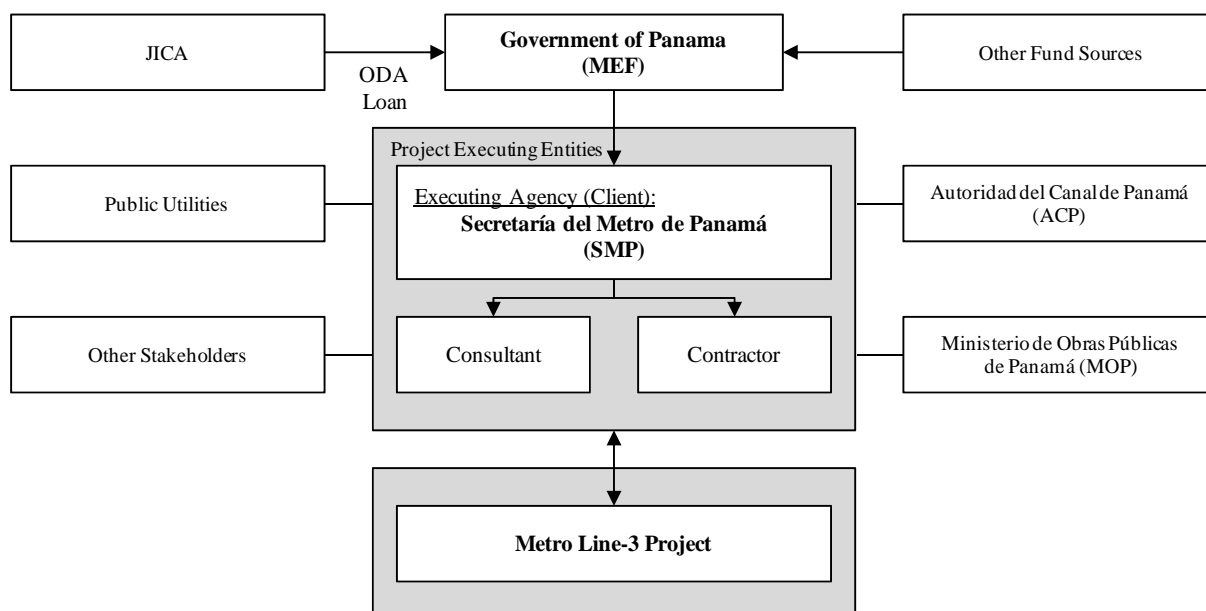 JICA
ODA
Loan
Government of Panama
(MEF)
Other Fund Sources
Project Executing Entities
Public Utilities
Executing Agency (Client):
Secretaría del Metro de Panamá
(SMP)
Autoridad del Canal de Panamá
(ACP)
Other Stakeholders
Consultant
Contractor
Ministerio de Obras Públicas
de Panamá (MOP)
Metro Line-3 Project